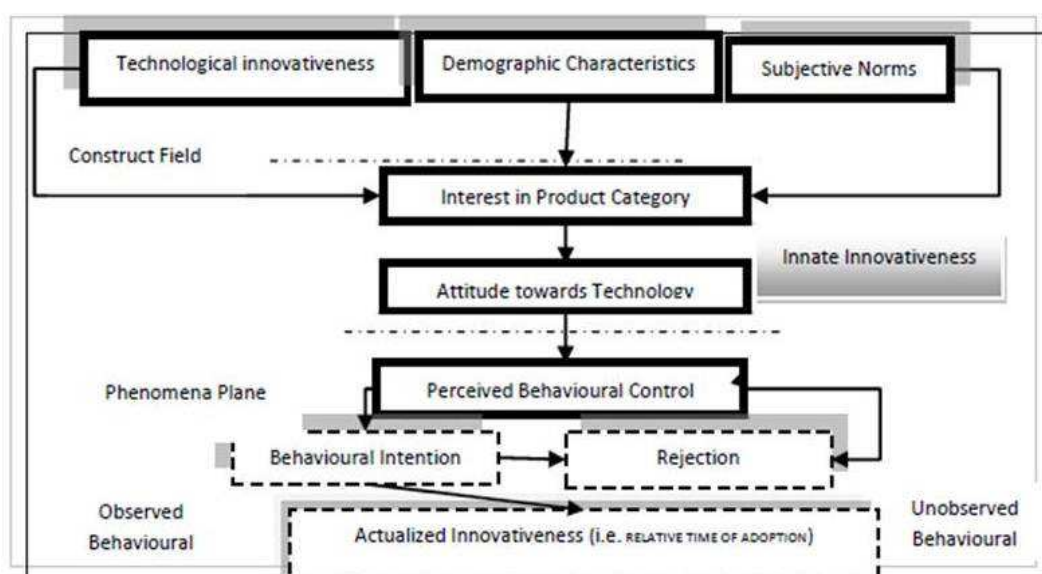 Technological innovativeness
Demographic Characteristics
Subjective Norms
Construct Field
Interest in Product Category
Innate Innovativeness
Attitude towards Technology
Phenomena Plane
Perceived Behavioural Control
Behavioural Intention
Rejection
Observed
Behavioural
Unobserved
Behavioural
Actualized Innovativeness (i.e. RELATIVE TIME OF ADOPTION)